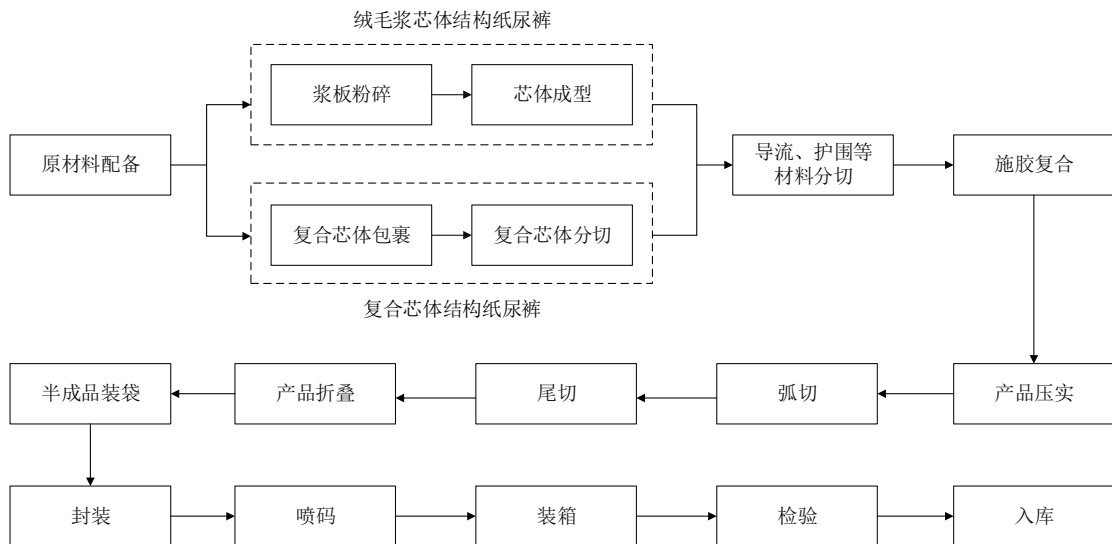 绒毛浆芯体结构纸尿裤
浆板粉碎
芯体成型
原材料配备
导流、护围等
材料分切
施胶复合
复合芯体包裹
复合芯体分切
复合芯体结构纸尿裤
半成品装袋
产品折叠
尾切
弧切
产品压实
封装
喷码
装箱
检验
入库